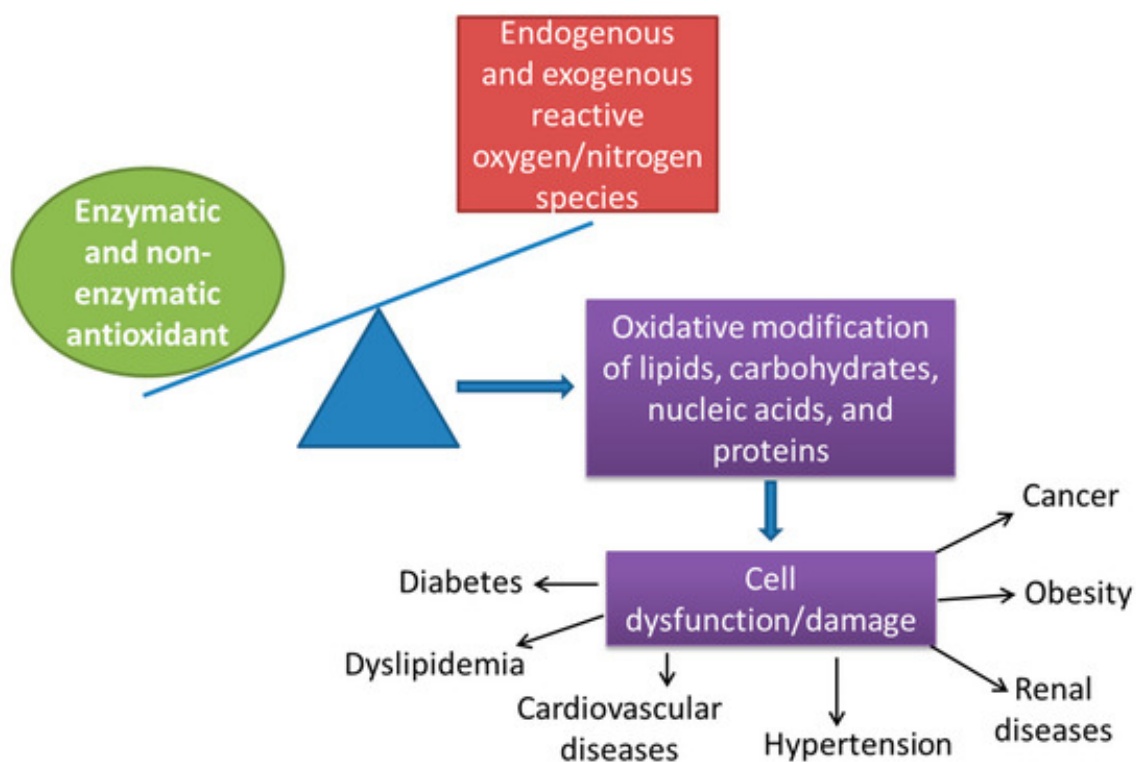 Endogenous
and exogenous
reactive
oxygen/nitrogen
species
Enzymatic
and non-
enzymatic
antioxidant
Oxidative modification
of lipids, carbohydrates,
nucleic acids, and
proteins
Cell
dysfunction/damage
Cancer
Obesity
Renal
diseases
Hypertension
Cardiovascular
diseases
Dyslipidemia
Diabetes